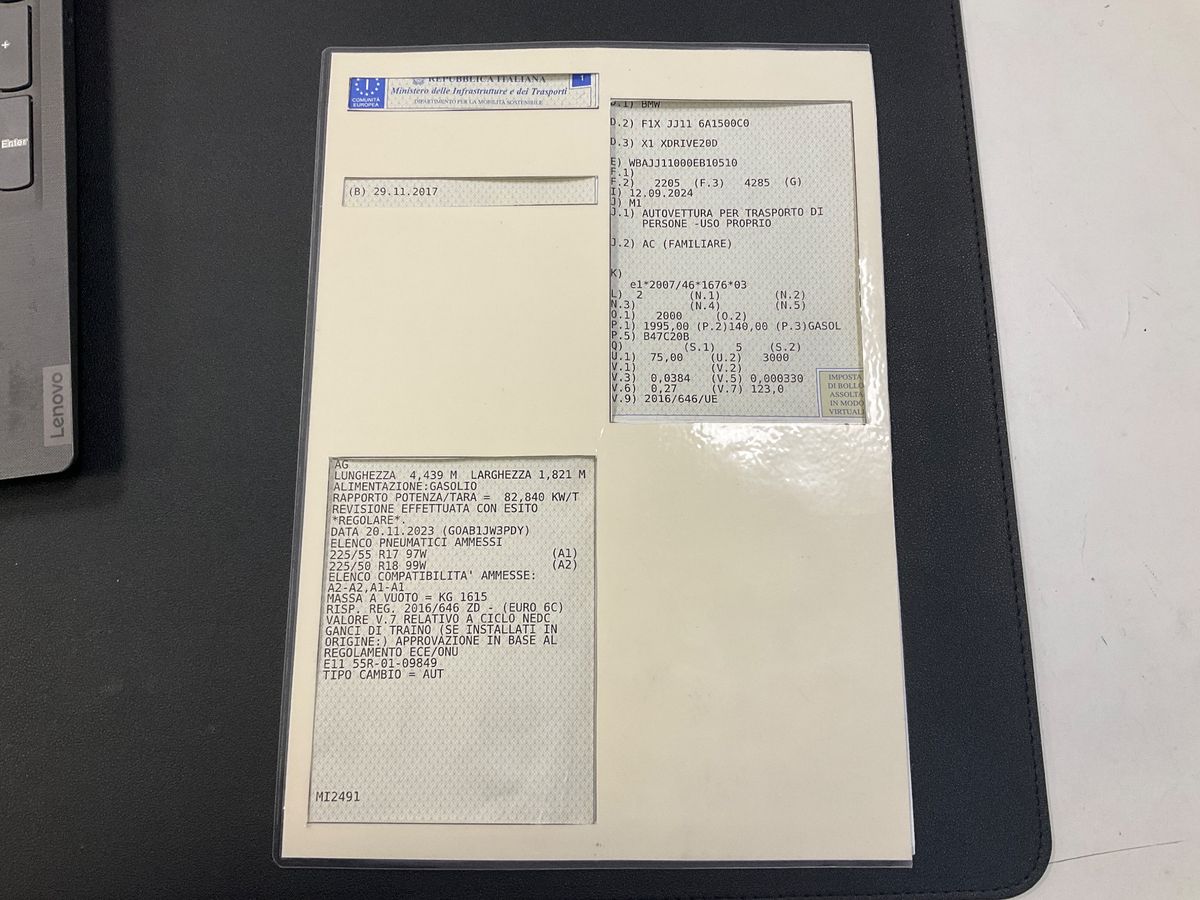 +
Enter
Lenovo
REPUBBLICA ITALIANA
Ministero delle Infrastrutture e dei Trasporti
DIPARTIMENTO PER LA MOBILITÀ SOSTENIBILE
I
COMUNITÀ
EUROPEA
1
(B) 29.11.2017
D.1) BMW
D.2) F1X JJ11 6A1500C0
D.3) X1 XDRIVE20D
E) WBAJJ11000EB10510
F.1)
F.2) 2205 (F.3) 4285 (G)
I) 12.09.2024
J) M1
J.1) AUTOVETTURA PER TRASPORTO DI
PERSONE -USO PROPRIO
J.2) AC (FAMILIARE)
K)
e1*2007/46*1676*03
L) 2 (N.1) (N.2)
N.3) (N.4) (N.5)
O.1) 2000 (O.2)
P.1) 1995,00 (P.2)140,00 (P.3)GASOL
P.5) B47C20B
Q) (S.1) 5 (S.2)
U.1) 75,00 (U.2) 3000
V.1) (V.2)
V.3) 0,0384 (V.5) 0,000330
V.6) 0,27 (V.7) 123,0
V.9) 2016/646/UE
IMPOSTA
DI BOLLO
ASSOLTA
IN MODO
VIRTUALE
AG
LUNGHEZZA 4,439 M LARGHEZZA 1,821 M
ALIMENTAZIONE:GASOLIO
RAPPORTO POTENZA/TARA = 82,840 KW/T
REVISIONE EFFETTUATA CON ESITO
*REGOLARE*.
DATA 20.11.2023 (GOAB1JW3PDY)
ELENCO PNEUMATICI AMMESSI
225/55 R17 97W (A1)
225/50 R18 99W (A2)
ELENCO COMPATIBILITA' AMMESSE:
A2-A2,A1-A1
MASSA A VUOTO = KG 1615
RISP. REG. 2016/646 ZD - (EURO 6C)
VALORE V.7 RELATIVO A CICLO NEDC
GANCI DI TRAINO (SE INSTALLATI IN
ORIGINE:) APPROVAZIONE IN BASE AL
REGOLAMENTO ECE/ONU
E11 55R-01-09849
TIPO CAMBIO = AUT
MI2491